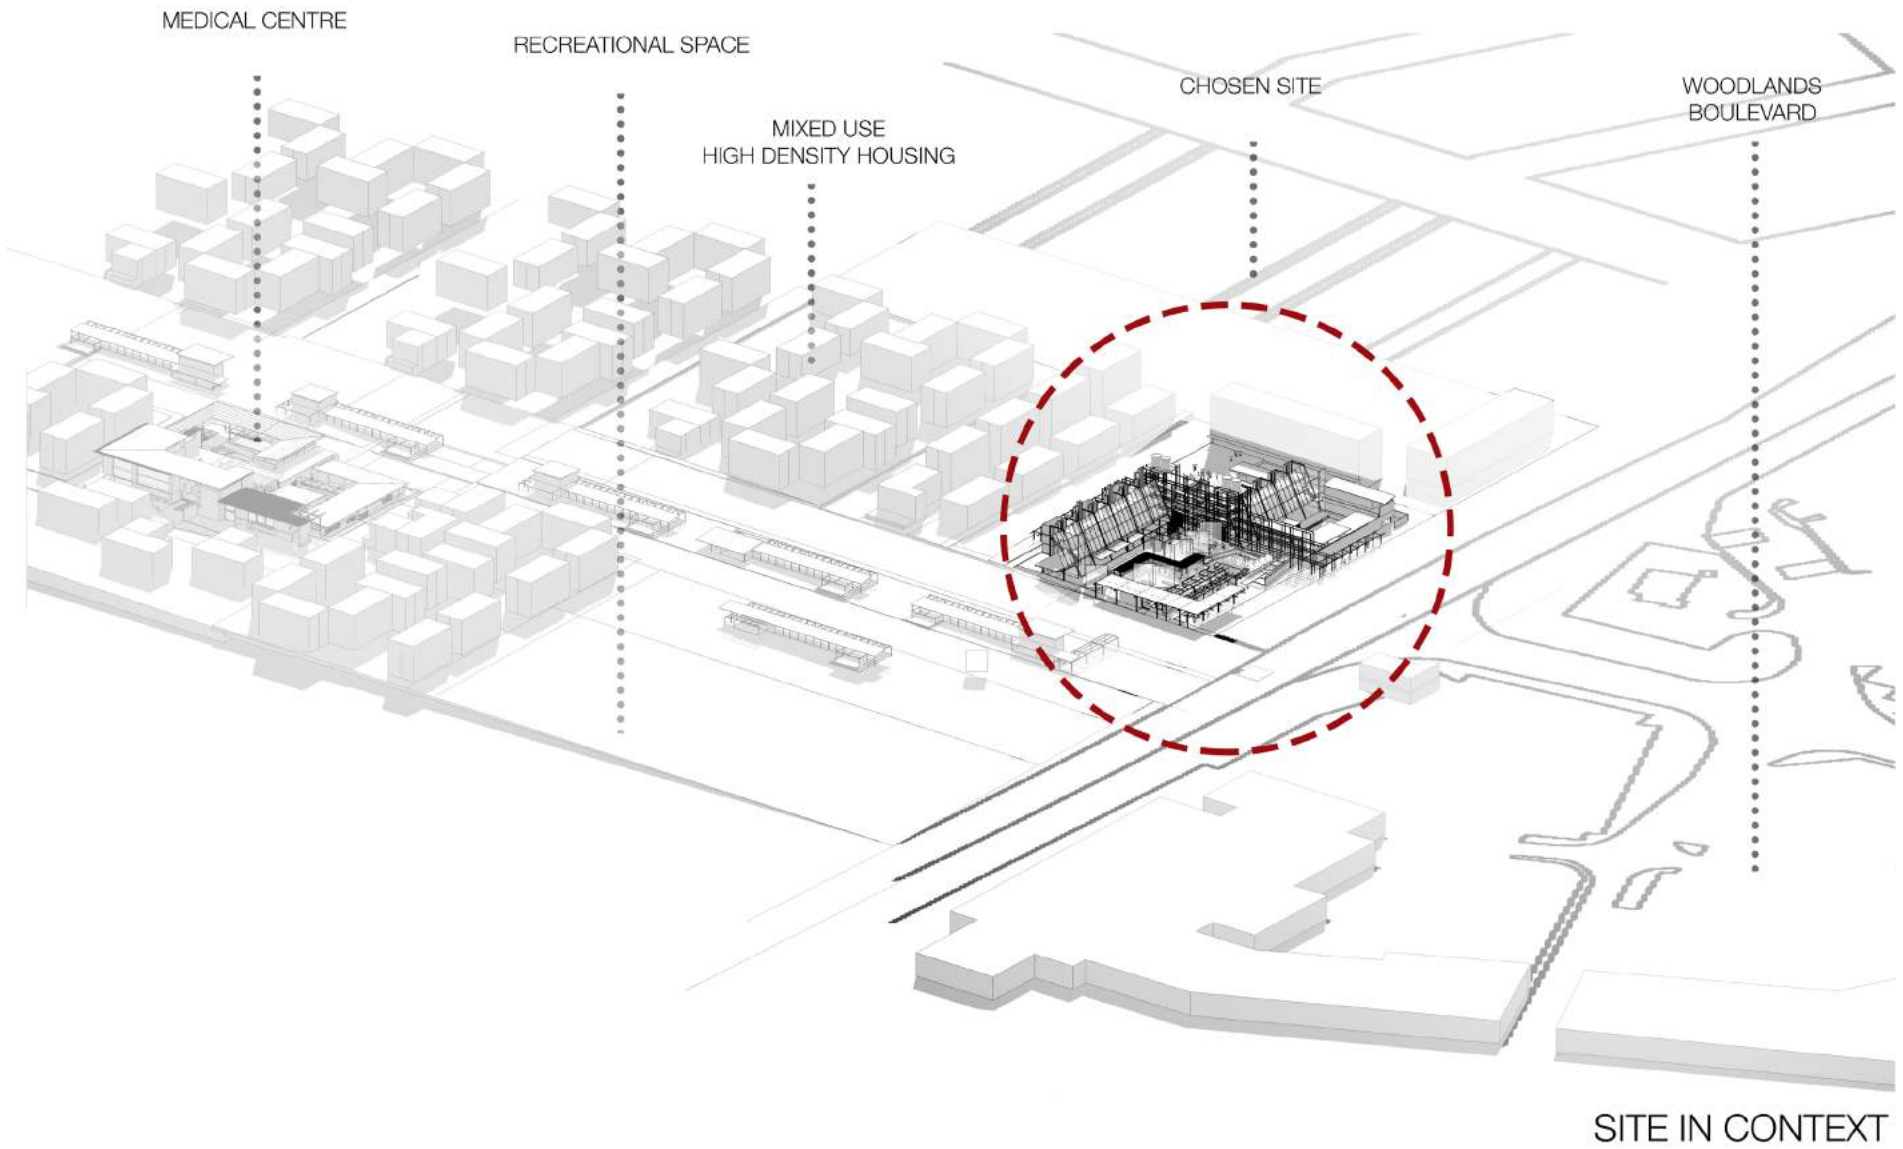 MEDICAL CENTRE
RECREATIONAL SPACE
MIXED USE
HIGH DENSITY HOUSING
CHOSEN SITE
WOODLANDS
BOULEVARD
SITE IN CONTEXT